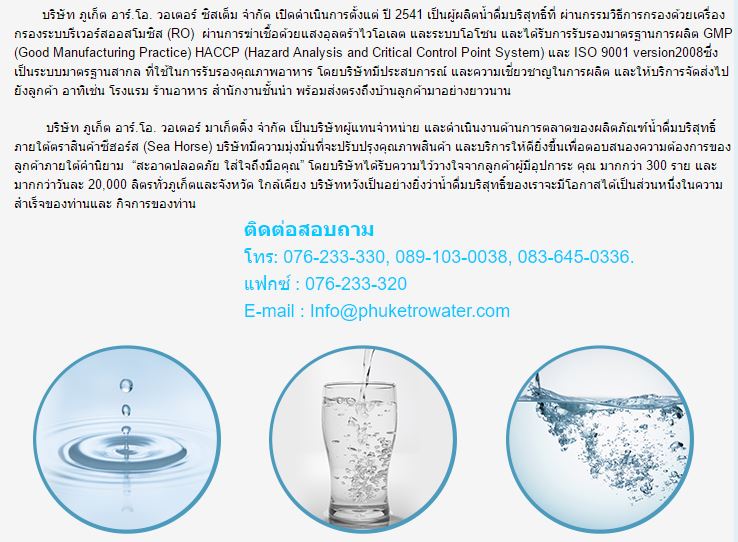 บริษัท ภูเก็ต อาร์.โอ. วอเตอร์ ซิสเต็ม จำกัด เปิดดำเนินการตั้งแต่ ปี 2541 เป็นผู้ผลิตน้ำดื่มบริสุทธิ์ที่ ผ่านกรรมวิธีการกรองด้วยเครื่อง
กรองระบบรีเวอร์สออสโมซิส (RO) ผ่านการฆ่าเชื้อด้วยแสงอุลตร้าไวโอเลต และระบบโอโซน และได้รับการรับรองมาตรฐานการผลิต GMP
(Good Manufacturing Practice) HACCP (Hazard Analysis and Critical Control Point System) และ ISO 9001 version2008ซึ่ง
เป็นระบบมาตรฐานสากล ที่ใช้ในการรับรองคุณภาพอาหาร โดยบริษัทมีประสบการณ์ และความเชี่ยวชาญในการผลิต และให้บริการจัดส่งไป
ยังลูกค้า อาทิเช่น โรงแรม ร้านอาหาร สำนักงานชั้นนำ พร้อมส่งตรงถึงบ้านลูกค้ามาอย่างยาวนาน
บริษัท ภูเก็ต อาร์.โอ. วอเตอร์ มาเก็ตติ้ง จำกัด เป็นบริษัทผู้แทนจำหน่าย และดำเนินงานด้านการตลาดของผลิตภัณฑ์น้ำดื่มบริสุทธิ์
ภายใต้ตราสินค้าซีฮอร์ส (Sea Horse) บริษัทมีความมุ่งมั่นที่จะปรับปรุงคุณภาพสินค้า และบริการให้ดียิ่งขึ้นเพื่อตอบสนองความต้องการของ
ลูกค้าภายใต้คำนิยาม “สะอาดปลอดภัย ใส่ใจถึงมือคุณ” โดยบริษัทได้รับความไว้วางใจจากลูกค้าผู้มีอุปการะ คุณ มากกว่า 300 ราย และ
มากกว่าวันละ 20,000 ลิตรทั่วภูเก็ตและจังหวัด ใกล้เคียง บริษัทหวังเป็นอย่างยิ่งว่าน้ำดื่มบริสุทธิ์ของเราจะมีโอกาสได้เป็นส่วนหนึ่งในความ
สำเร็จของท่านและ กิจการของท่าน
ติดต่อสอบถาม
โทร: 076-233-330, 089-103-0038, 083-645-0336.
แฟกซ์ : 076-233-320
E-mail : Info@phuketrowater.com